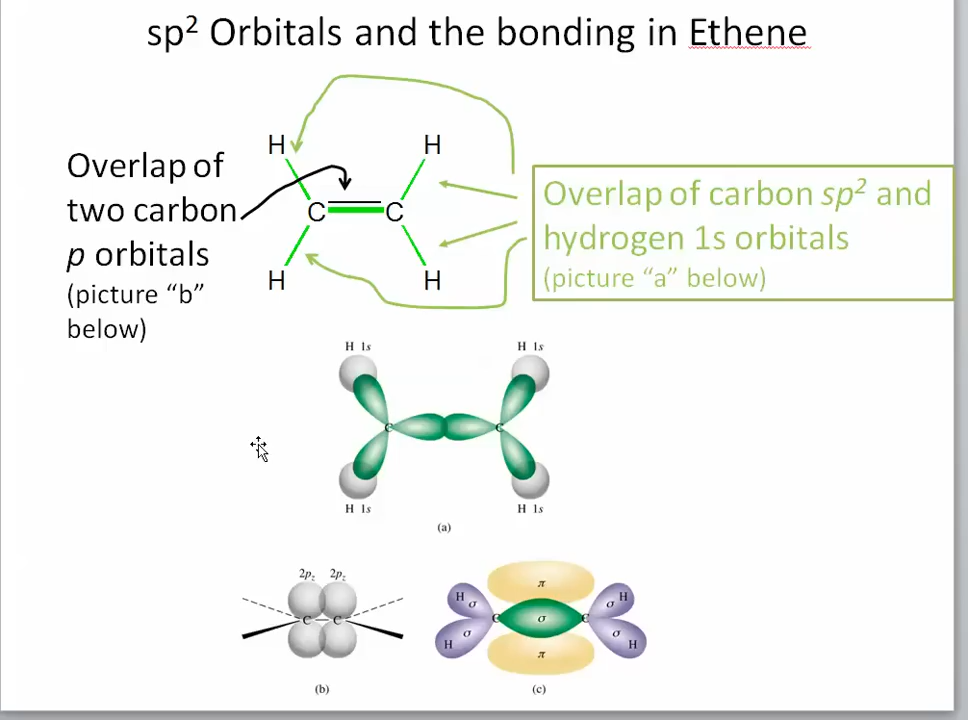 sp² Orbitals and the bonding in Ethene
H H
Overlap of
two carbon
p orbitals
(picture “b”
below)
C C
H H
Overlap of carbon sp² and
hydrogen 1s orbitals
(picture “a” below)
H 1s H 1s
C C
H 1s H 1s
(a)
2pz 2pz
C C
(b)
π
H σ σ H
C σ C
H σ σ H
π
(c)